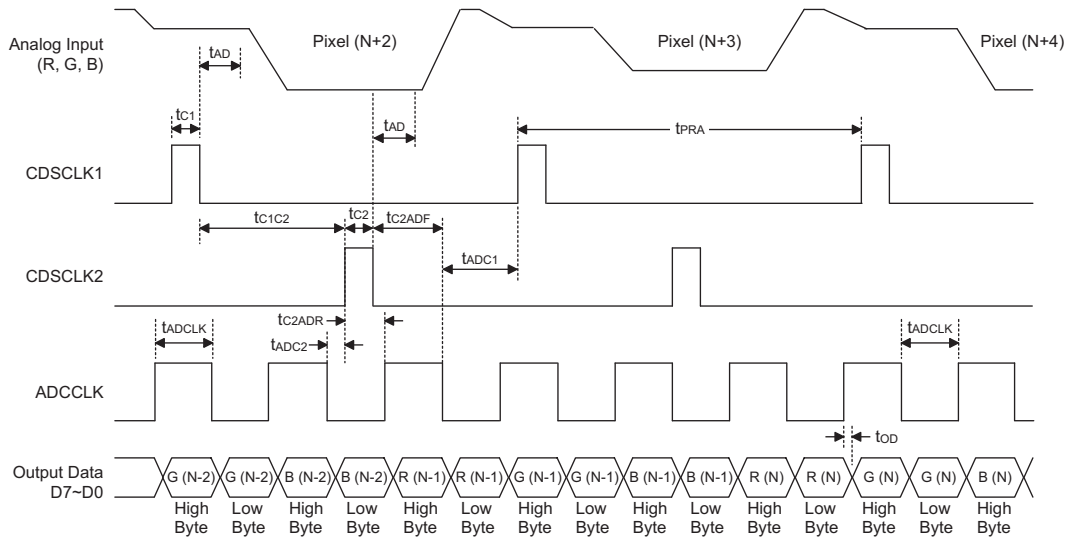 Analog Input
(R, G, B)
Pixel (N+2)
Pixel (N+3)
Pixel (N+4)
tAD
tC1
tAD
tPRA
CDSCLK1
tC1C2
tC2
tC2ADF
tADC1
CDSCLK2
tC2ADR
tADCLK
tADC2
tADCLK
ADCCLK
tOD
Output Data
D7~D0
G (N-2) G (N-2) B (N-2) B (N-2) R (N-1) R (N-1) G (N-1) G (N-1) B (N-1) B (N-1) R (N) R (N) G (N) G (N) B (N)
High Low High Low High Low High Low High Low High Low High Low High
Byte Byte Byte Byte Byte Byte Byte Byte Byte Byte Byte Byte Byte Byte Byte